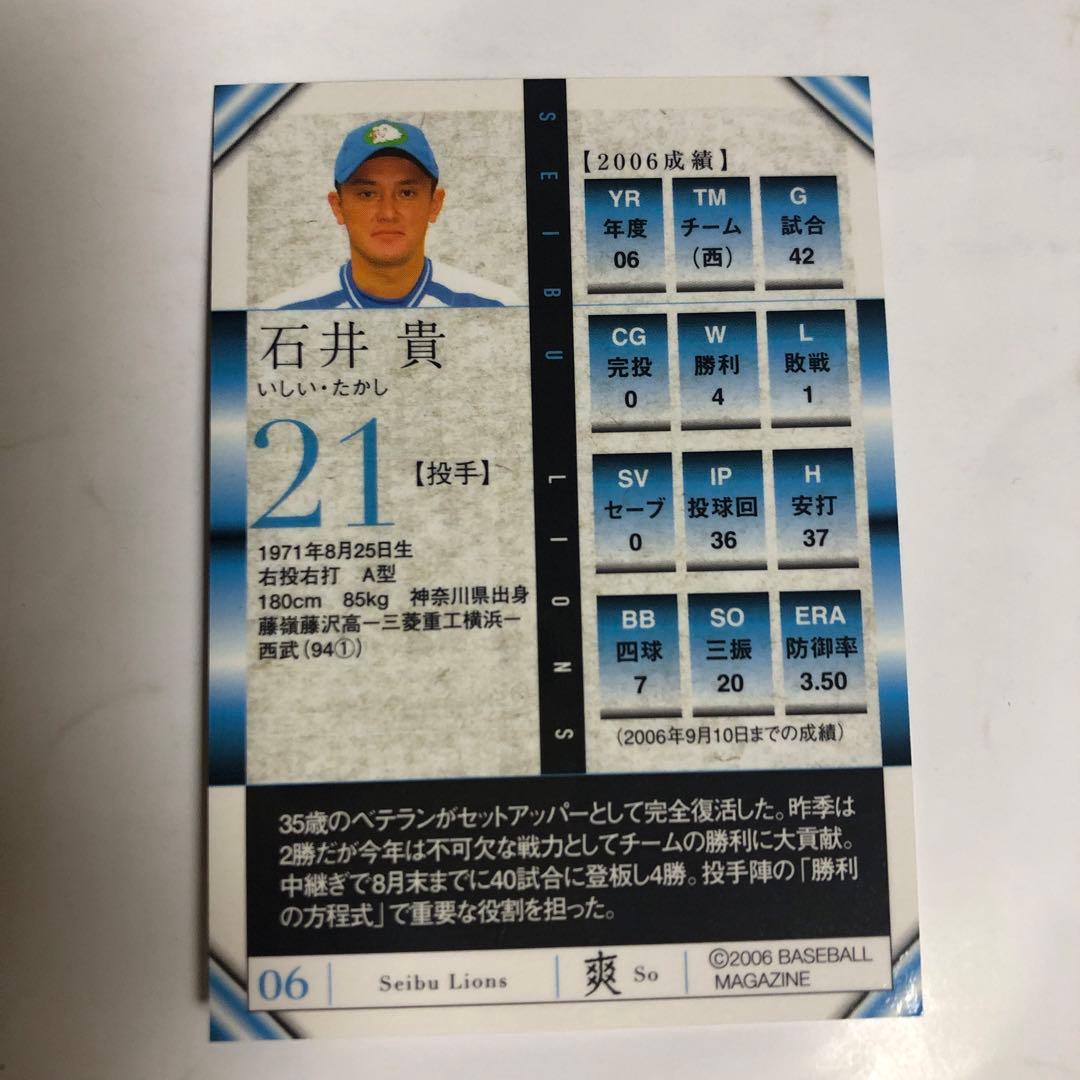 SEIBU LIONS
石井 貴
いしい・たかし
21
【投手】
1971年8月25日生
右投右打 A型
180cm 85kg 神奈川県出身
藤嶺藤沢高ー三菱重工横浜ー
西武(94①)
【2006成績】
YR TM G
年度 チーム 試合
06 (西) 42
CG W L
完投 勝利 敗戦
0 4 1
SV IP H
セーブ 投球回 安打
0 36 37
BB SO ERA
四球 三振 防御率
7 20 3.50
(2006年9月10日までの成績)
35歳のベテランがセットアッパーとして完全復活した。昨季は
2勝だが今年は不可欠な戦力としてチームの勝利に大貢献。
中継ぎで8月末までに40試合に登板し4勝。投手陣の「勝利
の方程式」で重要な役割を担った。
06 Seibu Lions 爽 So ©2006 BASEBALL
MAGAZINE